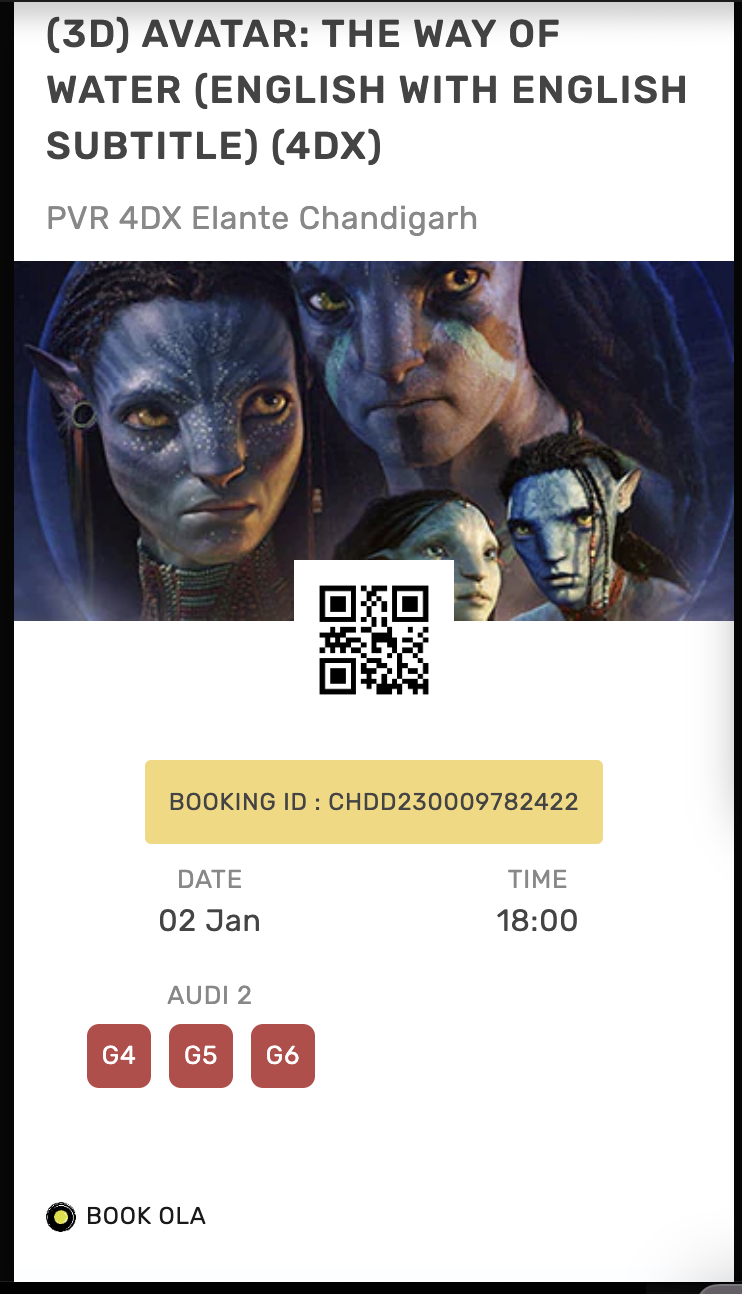 (3D) AVATAR: THE WAY OF
WATER (ENGLISH WITH ENGLISH
SUBTITLE) (4DX)
PVR 4DX Elante Chandigarh
BOOKING ID : CHDD230009782422
DATE
TIME
02 Jan
18:00
AUDI 2
G4 G5 G6
BOOK OLA